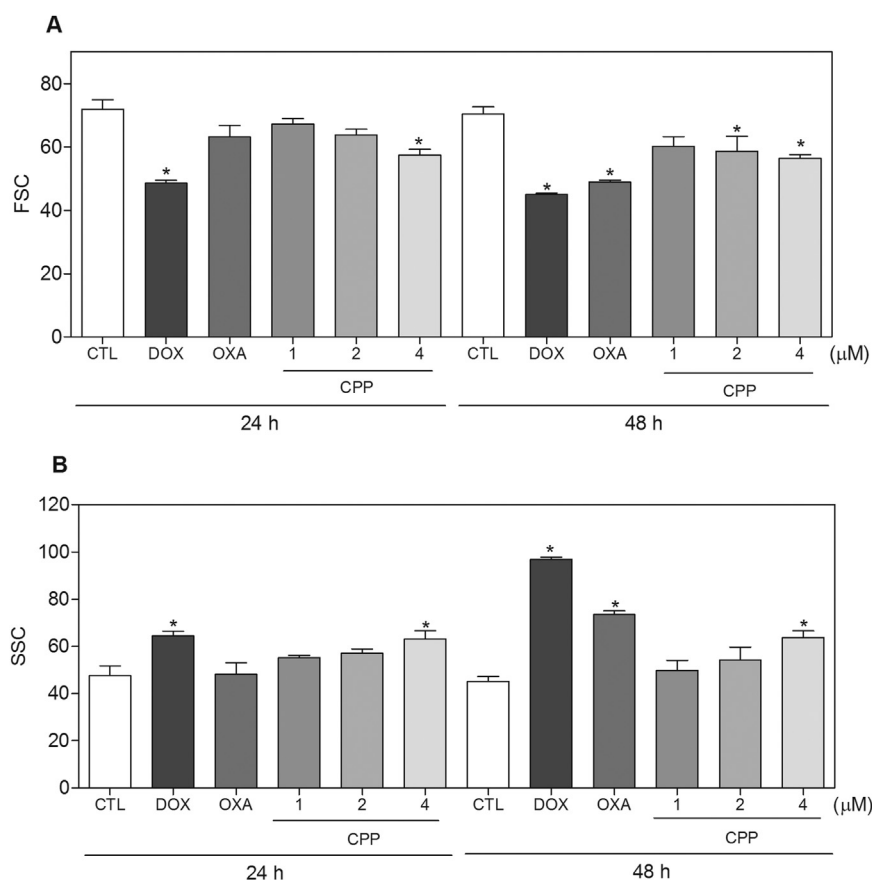 A
FSC
80
60
40
20
0
* * * * * *
CTL DOX OXA 1 2 4 CTL DOX OXA 1 2 4 (μM)
CPP CPP
24 h 48 h
B
SSC
120
100
80
60
40
20
0
* * * * *
CTL DOX OXA 1 2 4 CTL DOX OXA 1 2 4 (μM)
CPP CPP
24 h 48 h